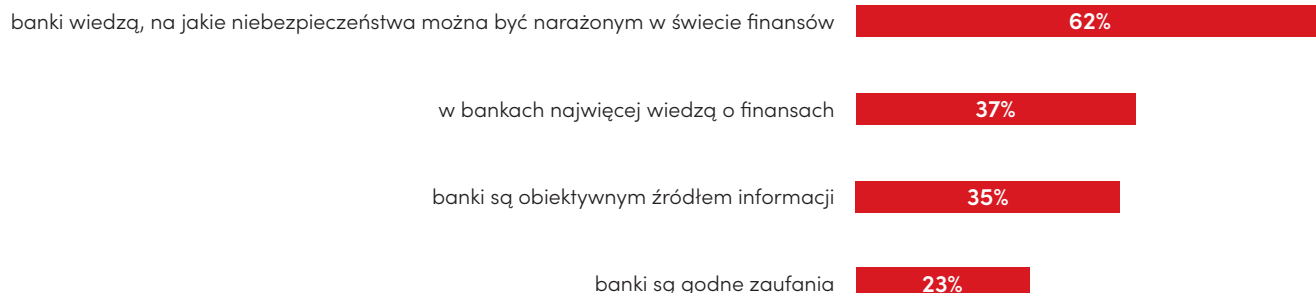 banki wiedzą, na jakie niebezpieczeństwa można być narażonym w świecie finansów 62%
w bankach najwięcej wiedzą o finansach 37%
banki są obiektywnym źródłem informacji 35%
banki są godne zaufania 23%